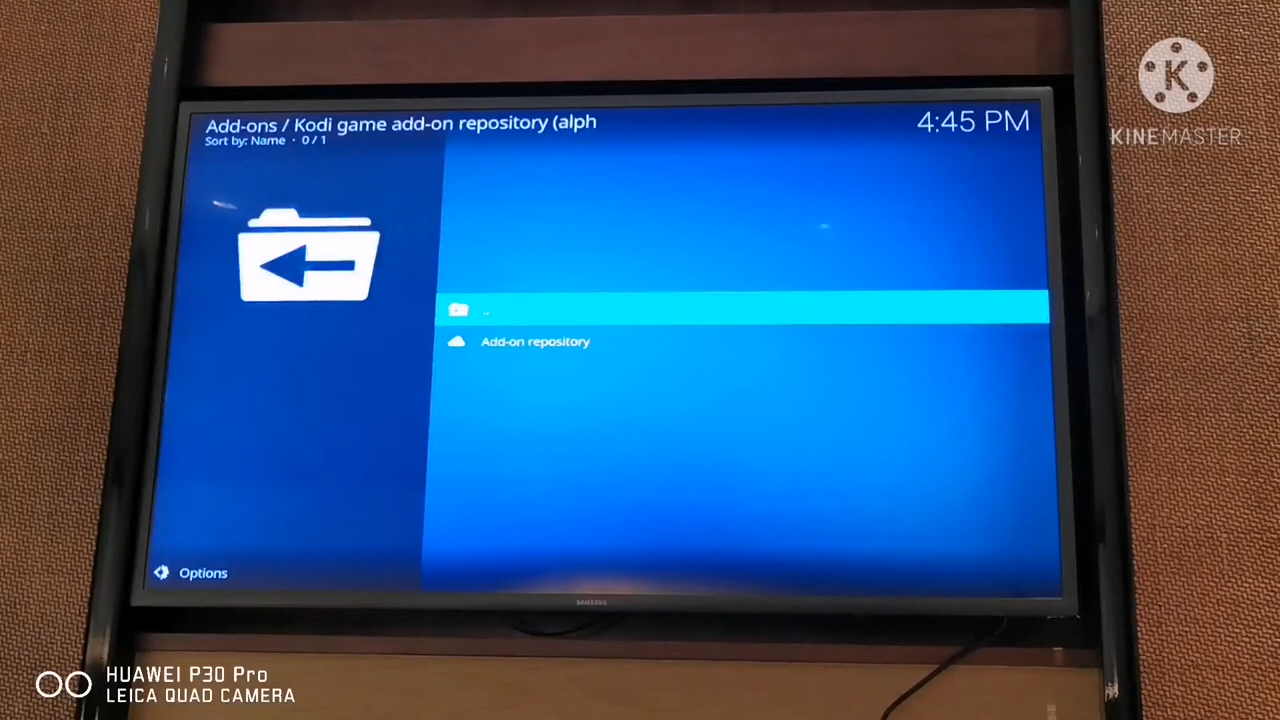 Add-ons / Kodi game add-on repository (alph
4:45 PM
Sort by: Name · 0 / 1
..
Add-on repository
Options
SAMSUNG
K
KINEMASTER
HUAWEI P30 Pro
LEICA QUAD CAMERA